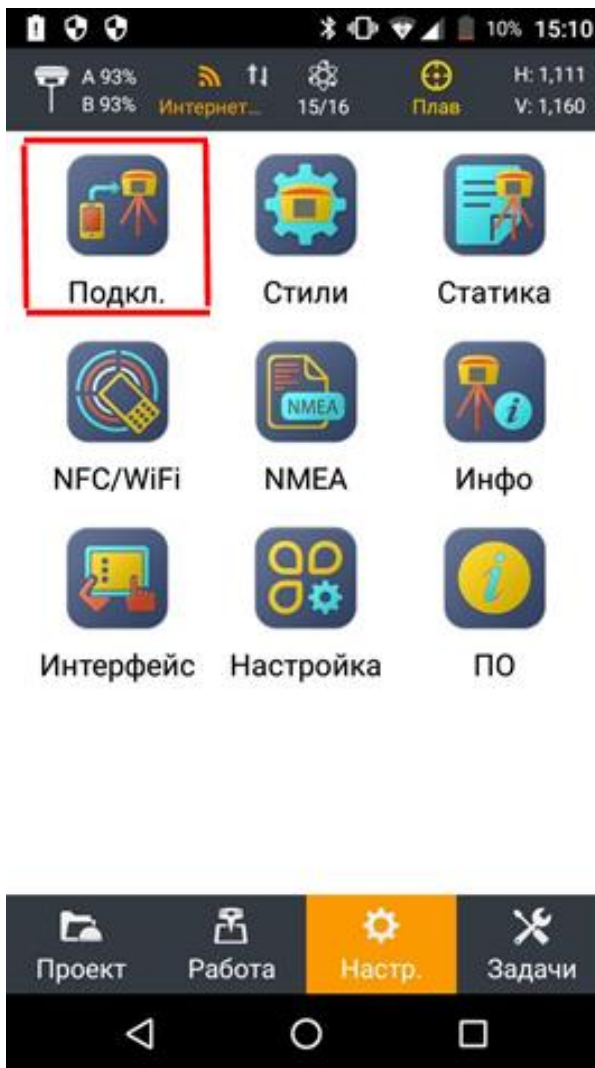 10% 15:10
A 93%
B 93%
Интернет...
15/16
Плав
H: 1,111
V: 1,160
Подкл.
Стили
Статика
NMEA
NFC/WiFi
NMEA
Инфо
Интерфейс
Настройка
ПО
Проект
Работа
Настр.
Задачи